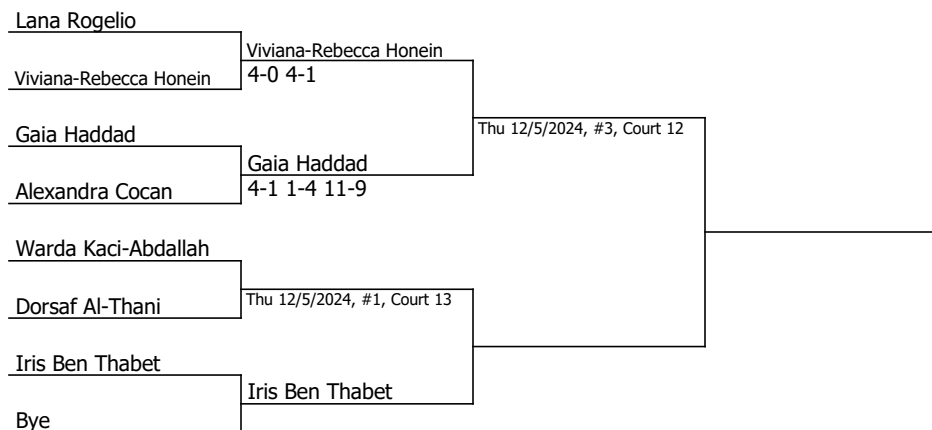 Lana Rogelio
Viviana-Rebecca Honein
Viviana-Rebecca Honein
4-0 4-1
Gaia Haddad
Thu 12/5/2024, #3, Court 12
Gaia Haddad
4-1 1-4 11-9
Alexandra Cocan
Warda Kaci-Abdallah
Thu 12/5/2024, #1, Court 13
Dorsaf Al-Thani
Iris Ben Thabet
Iris Ben Thabet
Bye